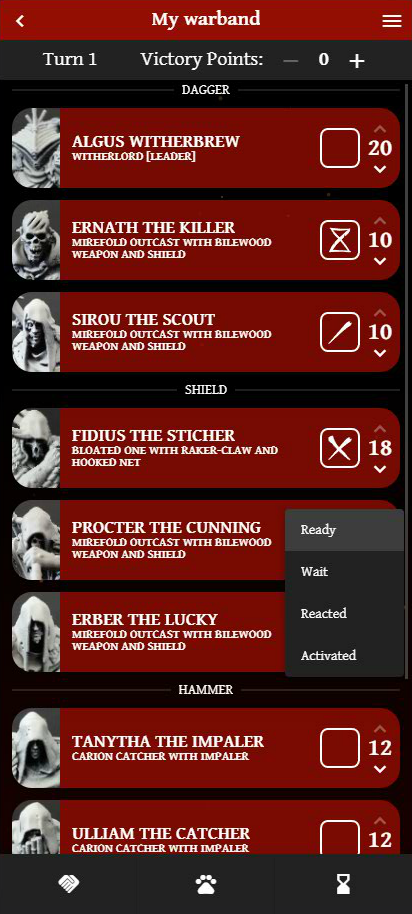 My warband
Turn 1 Victory Points: 0
DAGGER
ALGUS WITHERBREW
WITHERLORD [LEADER]
20
ERNATH THE KILLER
MIREFOLD OUTCAST WITH BILEWOOD
WEAPON AND SHIELD
10
SIROU THE SCOUT
MIREFOLD OUTCAST WITH BILEWOOD
WEAPON AND SHIELD
10
SHIELD
FIDIUS THE STICHER
BLOATED ONE WITH RAKER-CLAW AND
HOOKED NET
18
PROCTER THE CUNNING
MIREFOLD OUTCAST WITH BILEWOOD
WEAPON AND SHIELD
ERBER THE LUCKY
MIREFOLD OUTCAST WITH BILEWOOD
WEAPON AND SHIELD
Ready
Wait
Reacted
Activated
HAMMER
TANYTHA THE IMPALER
CARION CATCHER WITH IMPALER
12
ULLIAM THE CATCHER
CARION CATCHER WITH IMPALER
12